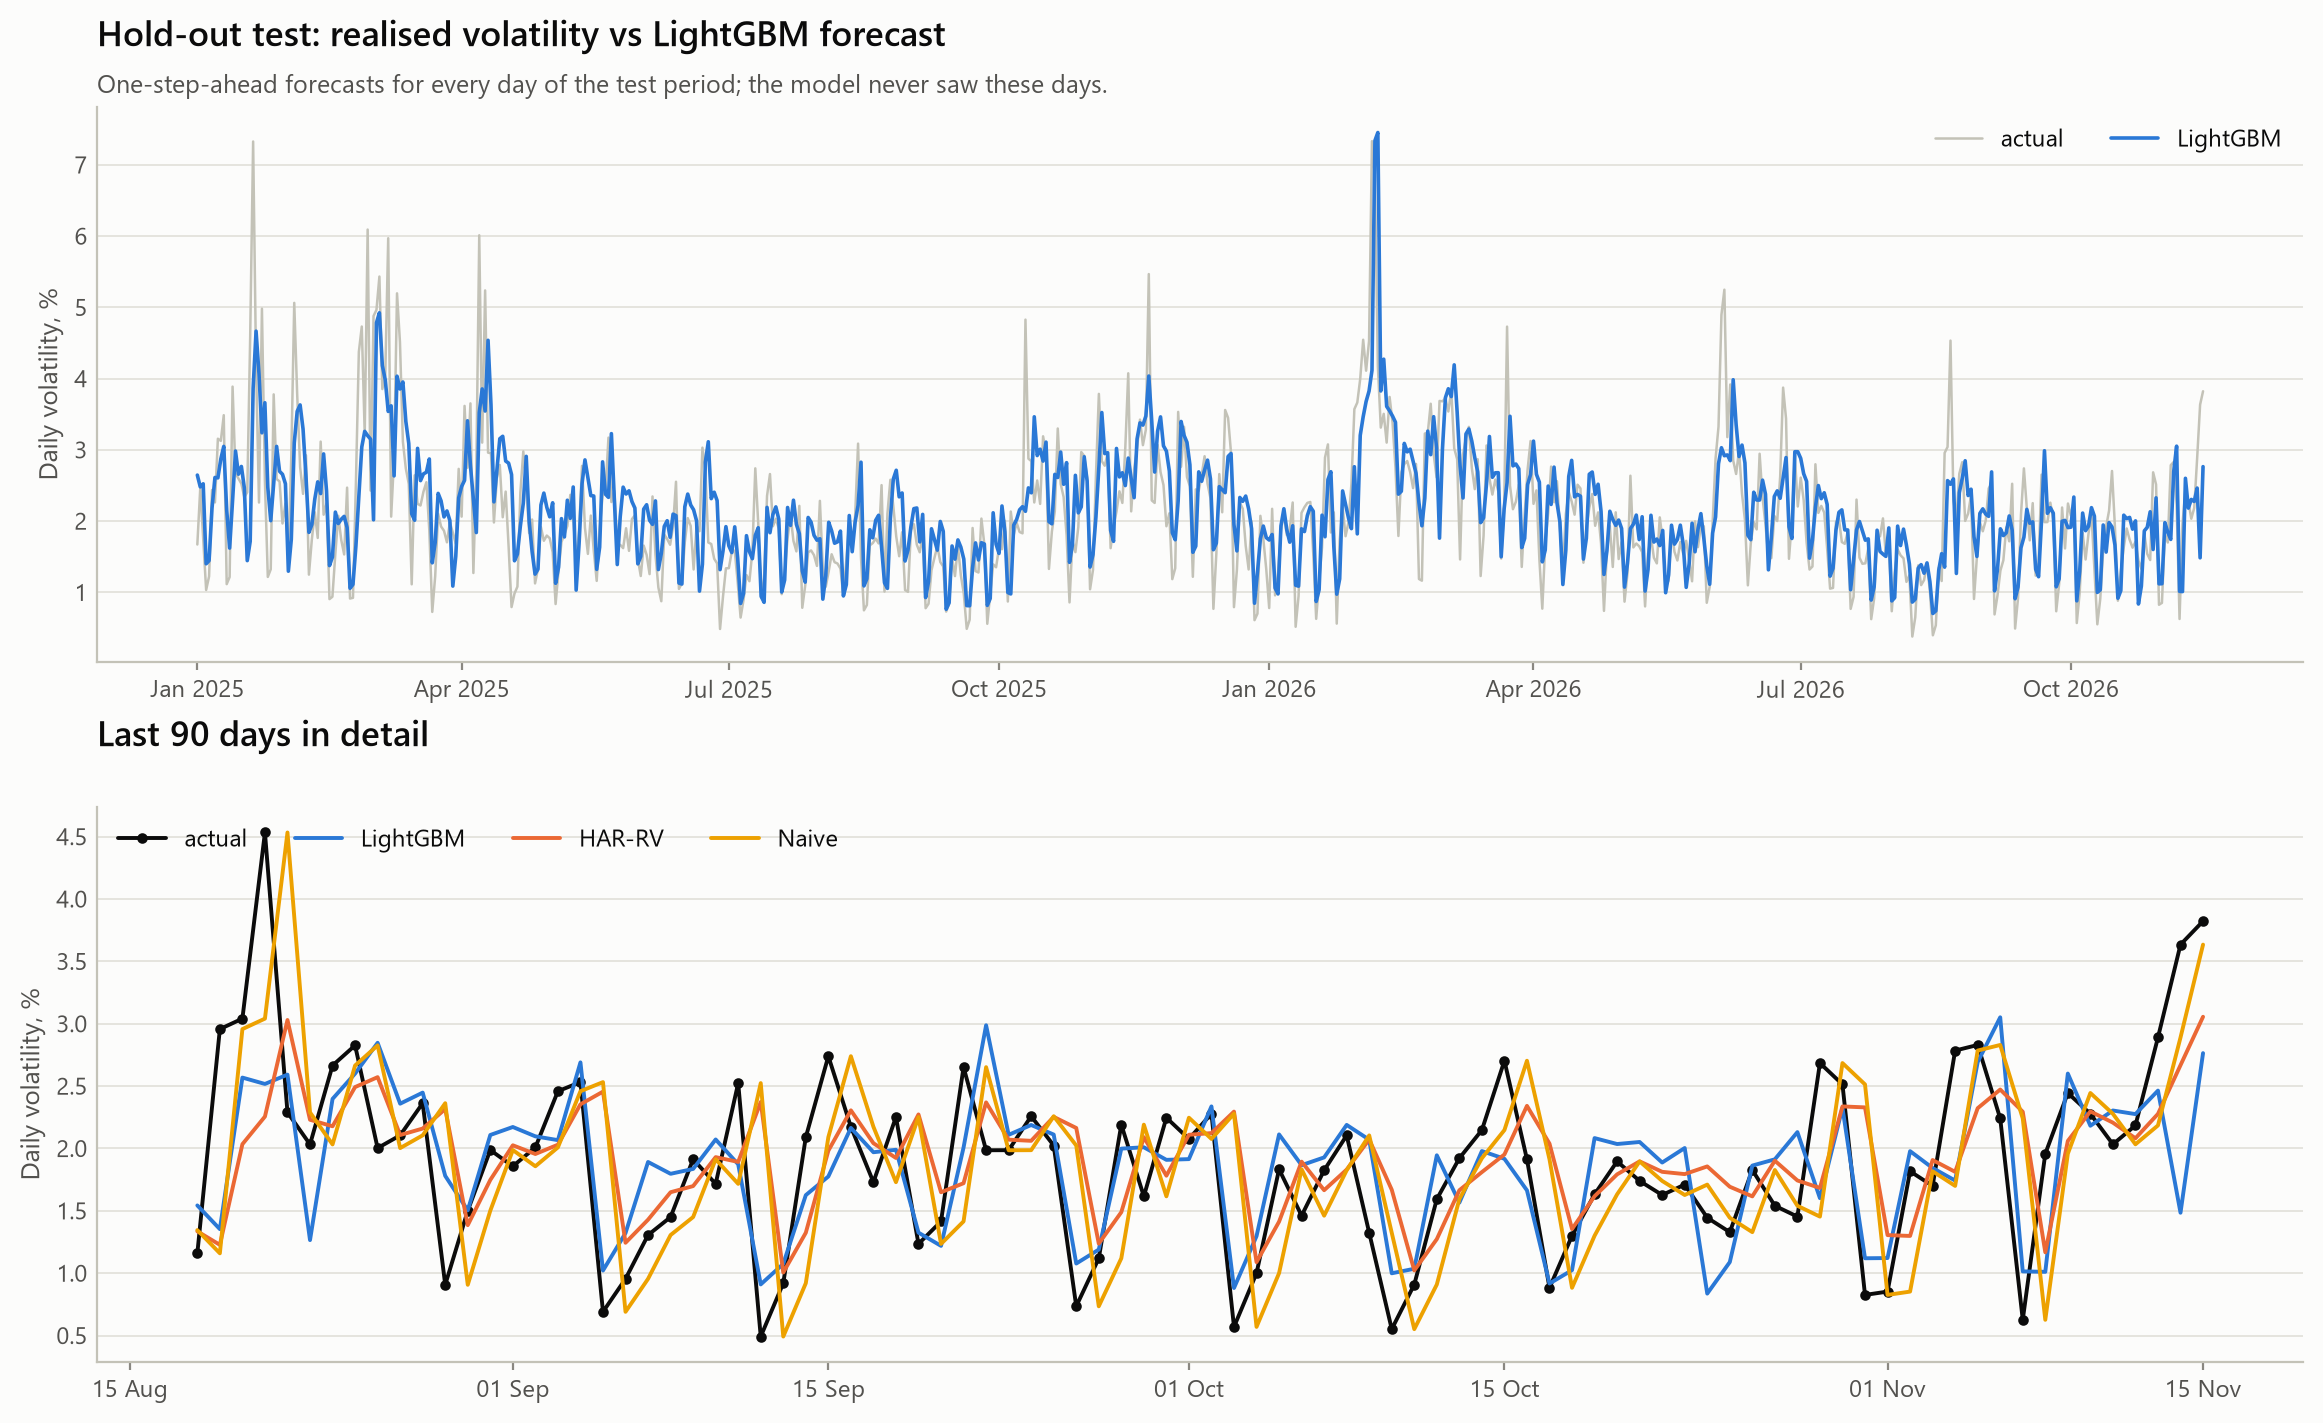 Hold-out test: realised volatility vs LightGBM forecast
One-step-ahead forecasts for every day of the test period; the model never saw these days.
actual LightGBM
Daily volatility, %
7
6
5
4
3
2
1
Jan 2025 Apr 2025 Jul 2025 Oct 2025 Jan 2026 Apr 2026 Jul 2026 Oct 2026
Last 90 days in detail
actual LightGBM HAR-RV Naive
Daily volatility, %
4.5
4.0
3.5
3.0
2.5
2.0
1.5
1.0
0.5
15 Aug 01 Sep 15 Sep 01 Oct 15 Oct 01 Nov 15 Nov